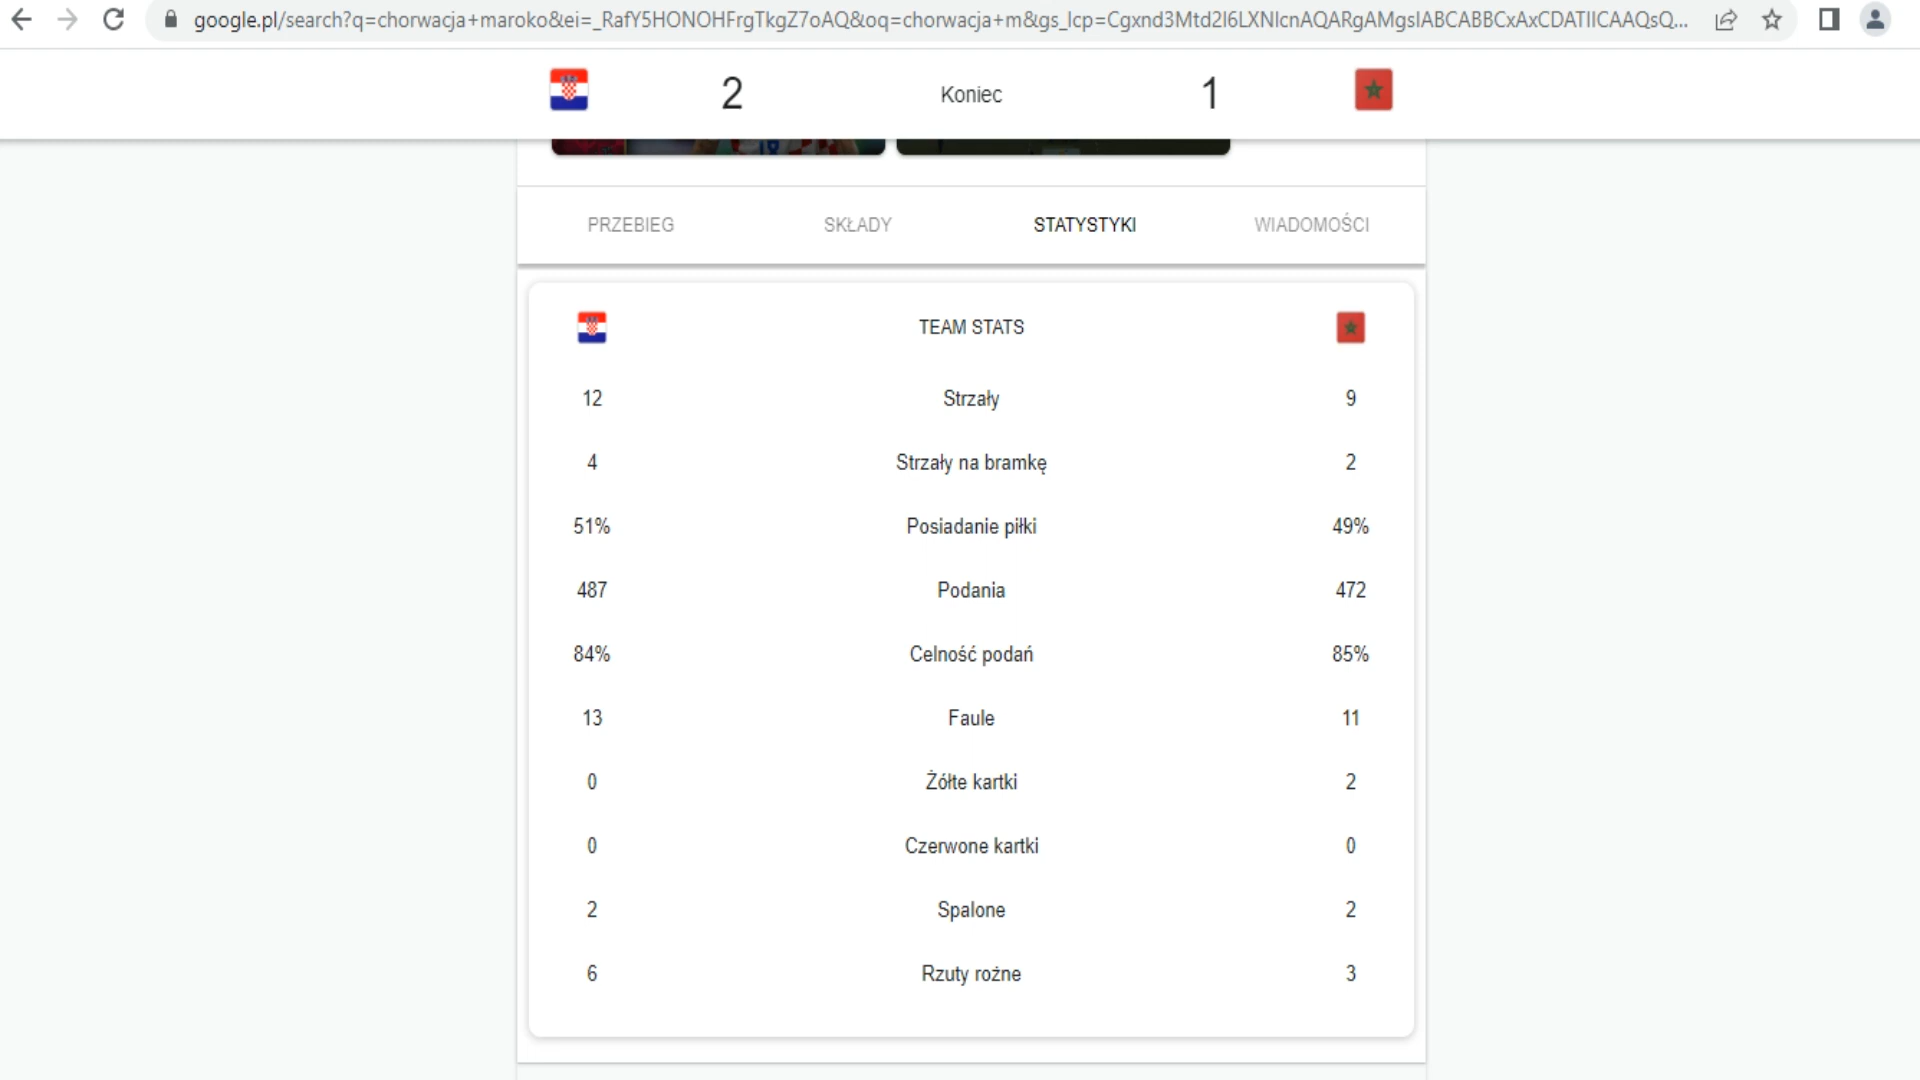 google.pl/search?q=chorwacja+maroko&ei=_RafY5HONOHFrgTkgZ7oAQ&oq=chorwacja+m&gs_lcp=Cgxnd3Mtd2l6LXNlcnAQARgAMgsIABCABBCxAxCDATIICAAQsQ...
2 Koniec 1
PRZEBIEG SKŁADY STATYSTYKI WIADOMOŚCI
TEAM STATS
12 Strzały 9
4 Strzały na bramkę 2
51% Posiadanie piłki 49%
487 Podania 472
84% Celność podań 85%
13 Faule 11
0 Żółte kartki 2
0 Czerwone kartki 0
2 Spalone 2
6 Rzuty rożne 3